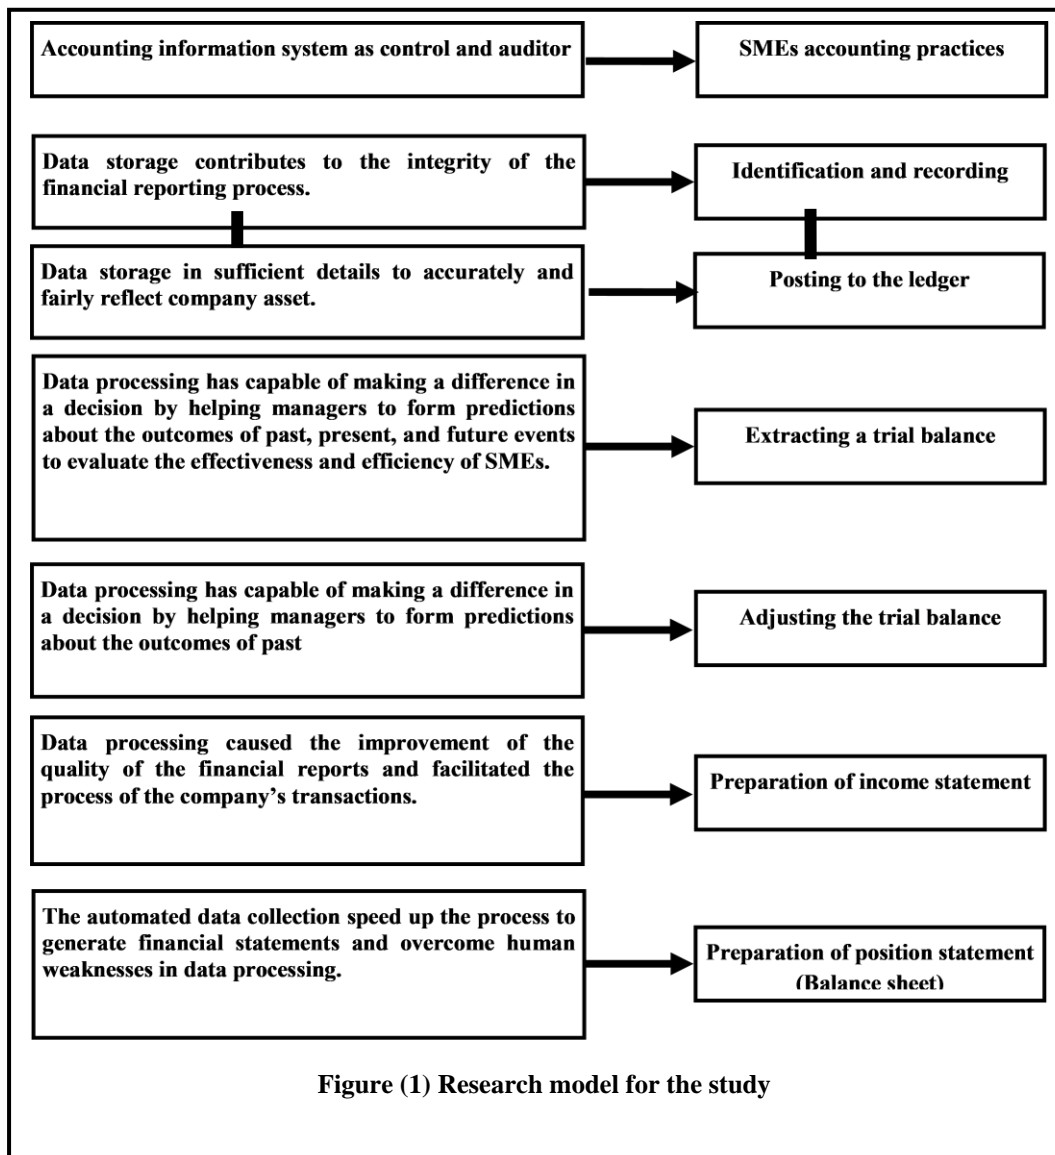 Accounting information system as control and auditor
SMEs accounting practices
Data storage contributes to the integrity of the
financial reporting process.
Identification and recording
Data storage in sufficient details to accurately and
fairly reflect company asset.
Posting to the ledger
Data processing has capable of making a difference in
a decision by helping managers to form predictions
about the outcomes of past, present, and future events
to evaluate the effectiveness and efficiency of SMEs.
Extracting a trial balance
Data processing has capable of making a difference in
a decision by helping managers to form predictions
about the outcomes of past
Adjusting the trial balance
Data processing caused the improvement of the
quality of the financial reports and facilitated the
process of the company’s transactions.
Preparation of income statement
The automated data collection speed up the process to
generate financial statements and overcome human
weaknesses in data processing.
Preparation of position statement
(Balance sheet)
Figure (1) Research model for the study